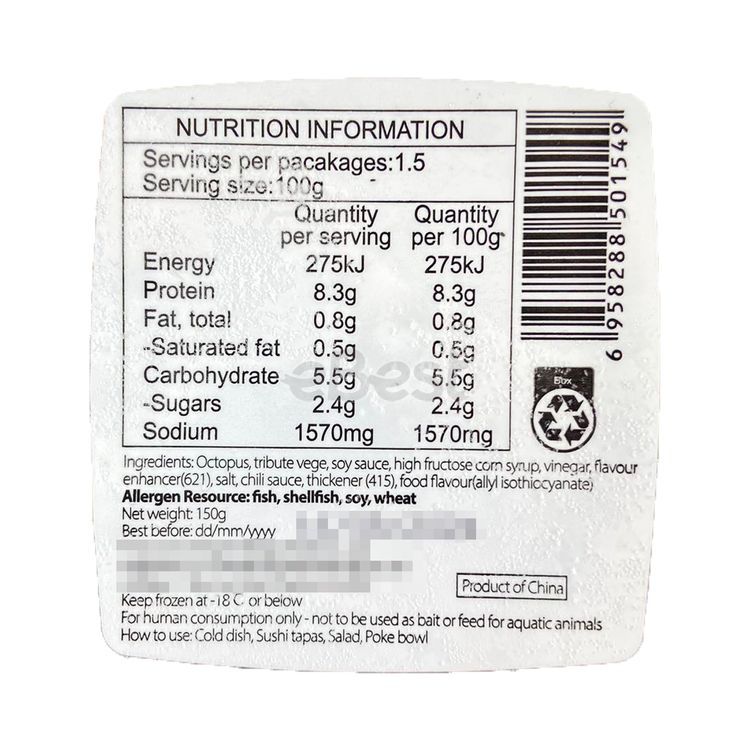 NUTRITION INFORMATION
Servings per pacakages:1.5
Serving size:100g
Quantity per serving Quantity per 100g
Energy 275kJ 275kJ
Protein 8.3g 8.3g
Fat, total 0.8g 0.8g
-Saturated fat 0.5g 0.5g
Carbohydrate 5.5g 5.5g
-Sugars 2.4g 2.4g
Sodium 1570mg 1570mg
6 958288 501549
Box
eBest
Ingredients: Octopus, tribute vege, soy sauce, high fructose corn syrup, vinegar, flavour
enhancer(621), salt, chili sauce, thickener (415), food flavour(allyl isothiocyanate)
Allergen Resource: fish, shellfish, soy, wheat
Net weight: 150g
Best before: dd/mm/yyyy
Product of China
Keep frozen at -18 C or below
For human consumption only - not to be used as bait or feed for aquatic animals
How to use: Cold dish, Sushi tapas, Salad, Poke bowl